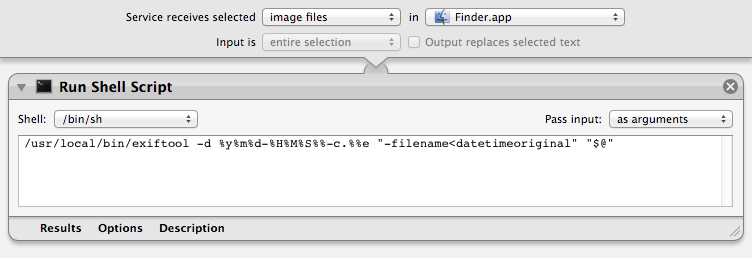 Service receives selected image files in Finder.app
Input is entire selection Output replaces selected text
Run Shell Script
Shell: /bin/sh Pass input: as arguments
/usr/local/bin/exiftool -d %y%m%d-%H%M%S%%-c.%%e "-filename<datetimeoriginal" "$@"
Results Options Description